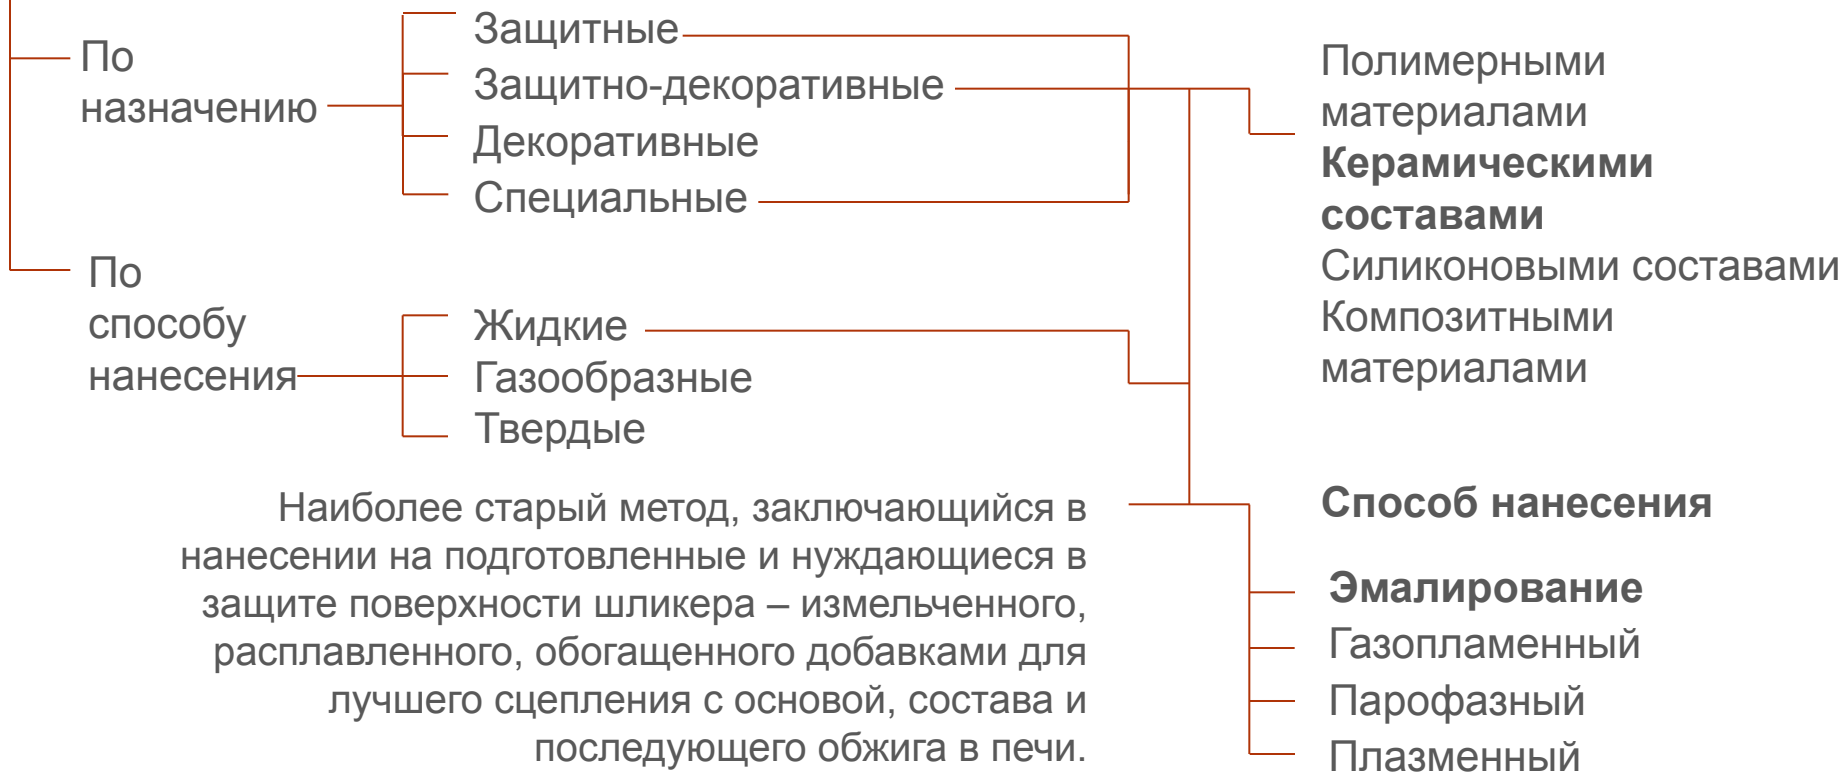 По
назначению
Защитные
Защитно-декоративные
Декоративные
Специальные
Полимерными
материалами
Керамическими
составами
Силиконовыми составами
Композитными
материалами
По
способу
нанесения
Жидкие
Газообразные
Твердые
Наиболее старый метод, заключающийся в
нанесении на подготовленные и нуждающиеся в
защите поверхности шликера – измельченного,
расплавленного, обогащенного добавками для
лучшего сцепления с основой, состава и
последующего обжига в печи.
Способ нанесения
Эмалирование
Газопламенный
Парофазный
Плазменный